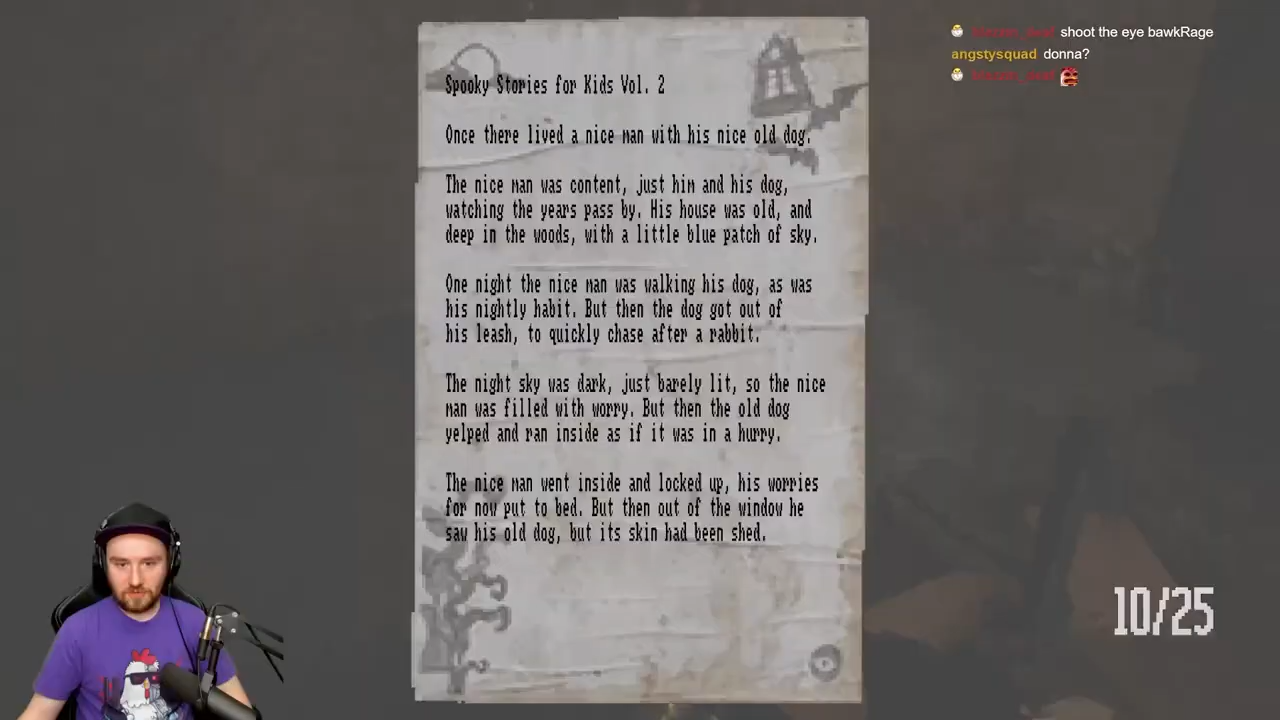 Spooky Stories for Kids Vol. 2
Once there lived a nice man with his nice old dog.
The nice man was content, just him and his dog,
watching the years pass by. His house was old, and
deep in the woods, with a little blue patch of sky.
One night the nice man was walking his dog, as was
his nightly habit. But then the dog got out of
his leash, to quickly chase after a rabbit.
The night sky was dark, just barely lit, so the nice
man was filled with worry. But then the old dog
yelped and ran inside as if it was in a hurry.
The nice man went inside and locked up, his worries
for now put to bed. But then out of the window he
saw his old dog, but its skin had been shed.
shoot the eye bawkRage
angstysquad donna?
10/25